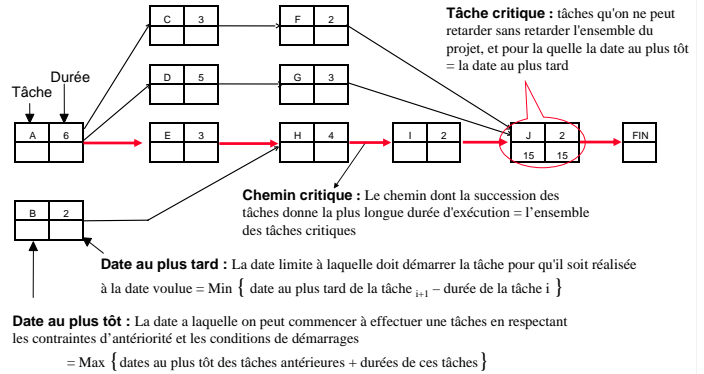 C 3
F 2
Tâche critique : tâches qu'on ne peut
retarder sans retarder l'ensemble du
projet, et pour la quelle la date au plus tôt
= la date au plus tard
Durée
Tâche
D 5
G 3
A 6
E 3
H 4
I 2
J 2
15 15
FIN
Chemin critique : Le chemin dont la succession des
tâches donne la plus longue durée d'exécution = l'ensemble
des tâches critiques
B 2
Date au plus tard : La date limite à laquelle doit démarrer la tâche pour qu'il soit réalisée
à la date voulue = Min { date au plus tard de la tâche i+1 – durée de la tâche i }
Date au plus tôt : La date a laquelle on peut commencer à effectuer une tâches en respectant
les contraintes d'antériorité et les conditions de démarrages
= Max {dates au plus tôt des tâches antérieures + durées de ces tâches}